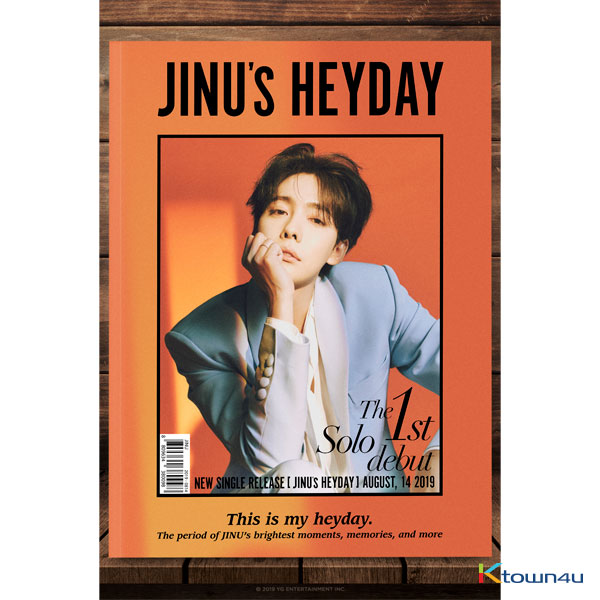 JINU'S HEYDAY
The 1st
Solo
debut
NEW SINGLE RELEASE [ JINU'S HEYDAY ] AUGUST, 14 2019
This is my heyday.
The period of JINU's brightest moments, memories, and more
© 2019 YG ENTERTAINMENT INC.
Ktown4u